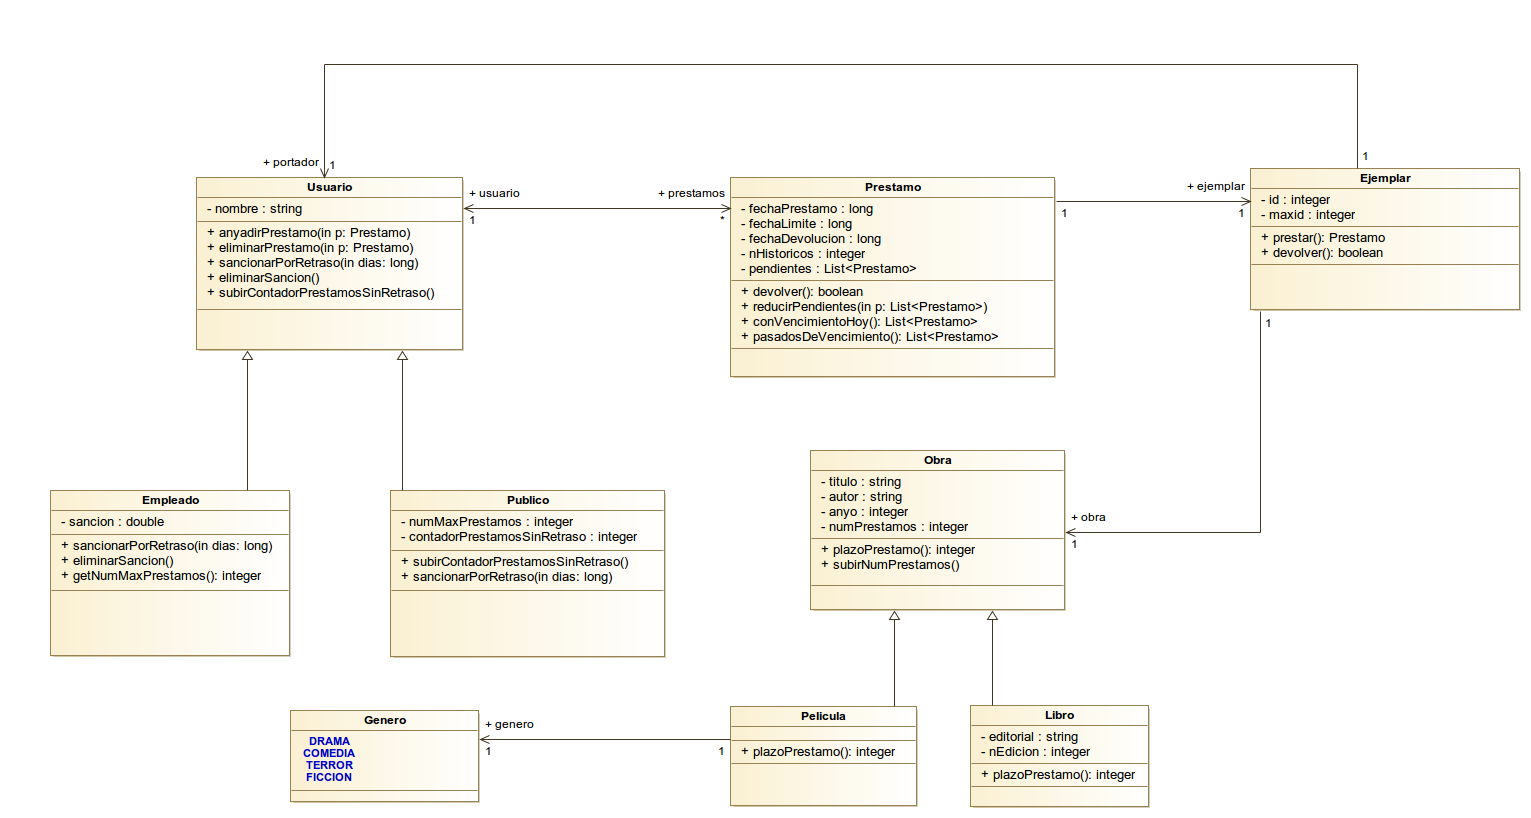 + portador
1
1
Usuario
- nombre : string
+ anyadirPrestamo(in p: Prestamo)
+ eliminarPrestamo(in p: Prestamo)
+ sancionarPorRetraso(in dias: long)
+ eliminarSancion()
+ subirContadorPrestamosSinRetraso()
+ usuario
1
+ prestamos
*
Prestamo
- fechaPrestamo : long
- fechaLimite : long
- fechaDevolucion : long
- nHistoricos : integer
- pendientes : List<Prestamo>
+ devolver(): boolean
+ reducirPendientes(in p: List<Prestamo>)
+ conVencimientoHoy(): List<Prestamo>
+ pasadosDeVencimiento(): List<Prestamo>
1
+ ejemplar
1
Ejemplar
- id : integer
- maxid : integer
+ prestar(): Prestamo
+ devolver(): boolean
1
Obra
- titulo : string
- autor : string
- anyo : integer
- numPrestamos : integer
+ plazoPrestamo(): integer
+ subirNumPrestamos()
+ obra
1
Empleado
- sancion : double
+ sancionarPorRetraso(in dias: long)
+ eliminarSancion()
+ getNumMaxPrestamos(): integer
Publico
- numMaxPrestamos : integer
- contadorPrestamosSinRetraso : integer
+ subirContadorPrestamosSinRetraso()
+ sancionarPorRetraso(in dias: long)
Genero
DRAMA
COMEDIA
TERROR
FICCION
+ genero
1
1
Pelicula
+ plazoPrestamo(): integer
Libro
- editorial : string
- nEdicion : integer
+ plazoPrestamo(): integer